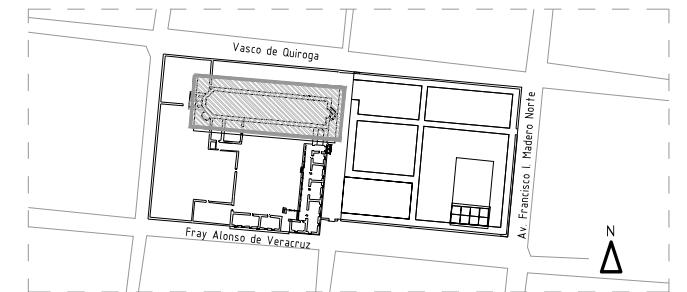 Vasco de Quiroga
Av. Francisco I. Madero Norte
Fray Alonso de Veracruz
N